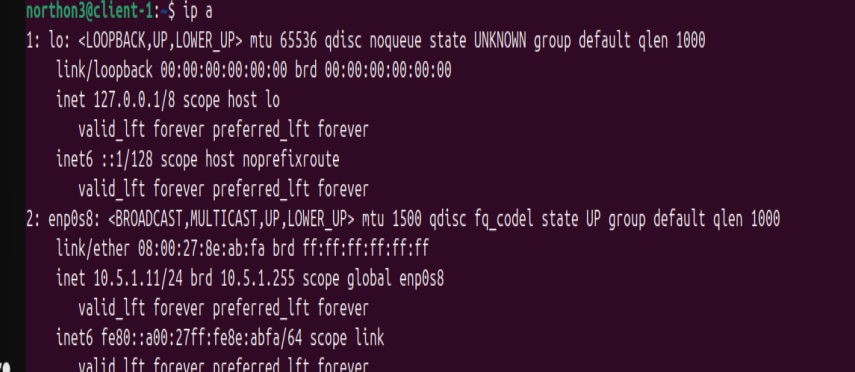 northon3@client-1:~$ ip a
1: lo: <LOOPBACK,UP,LOWER_UP> mtu 65536 qdisc noqueue state UNKNOWN group default qlen 1000
link/loopback 00:00:00:00:00:00 brd 00:00:00:00:00:00
inet 127.0.0.1/8 scope host lo
valid_lft forever preferred_lft forever
inet6 ::1/128 scope host noprefixroute
valid_lft forever preferred_lft forever
2: enp0s8: <BROADCAST,MULTICAST,UP,LOWER_UP> mtu 1500 qdisc fq_codel state UP group default qlen 1000
link/ether 08:00:27:8e:ab:fa brd ff:ff:ff:ff:ff:ff
inet 10.5.1.11/24 brd 10.5.1.255 scope global enp0s8
valid_lft forever preferred_lft forever
inet6 fe80::a00:27ff:fe8e:abfa/64 scope link
valid_lft forever preferred_lft forever